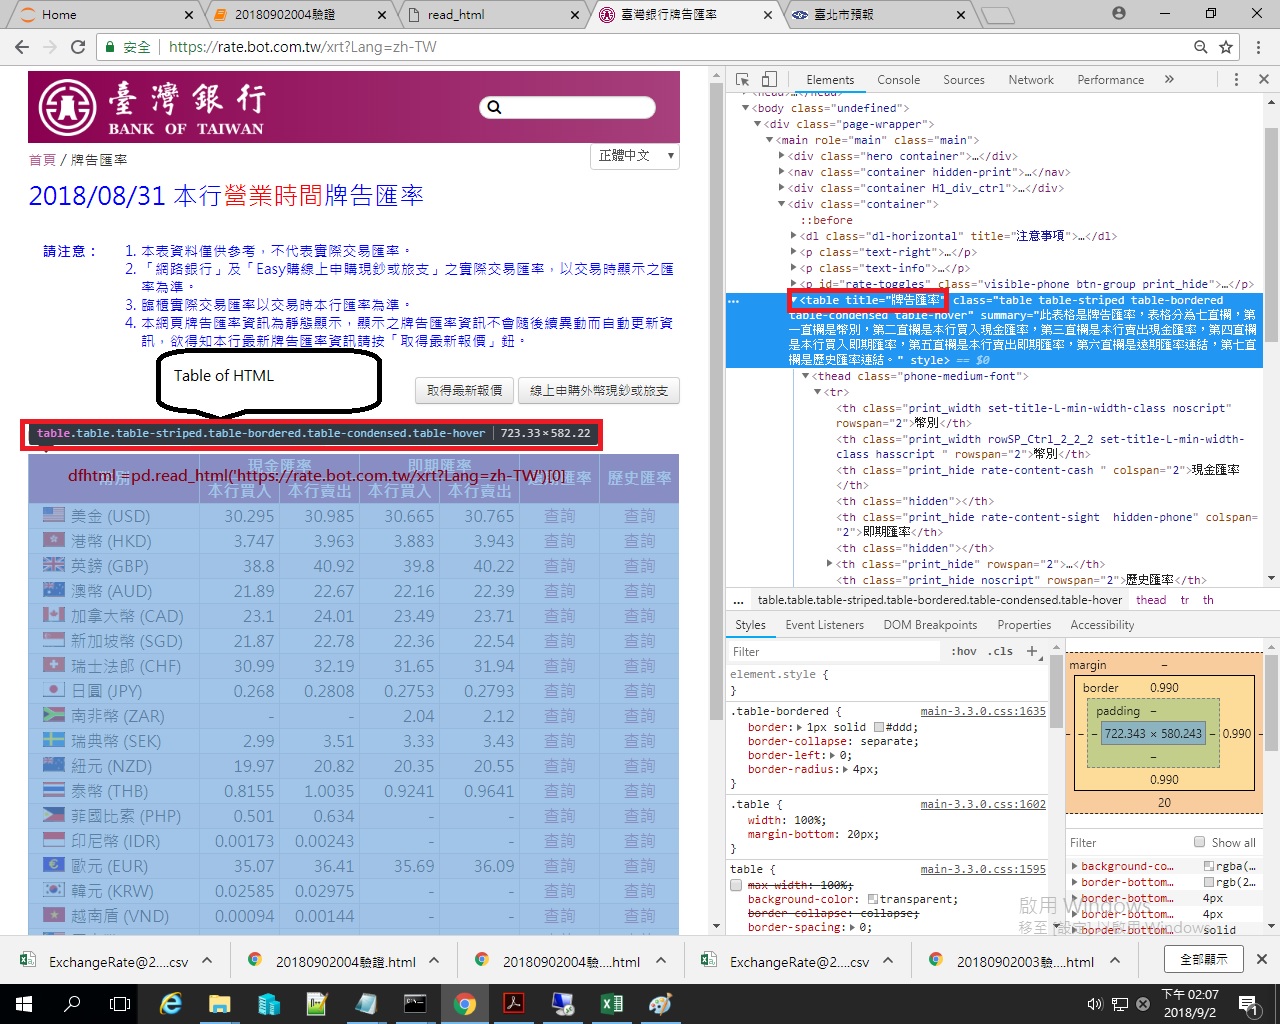 Home
20180902004驗證
read_html
臺灣銀行牌告匯率
臺北市預報
安全
https://rate.bot.com.tw/xrt?Lang=zh-TW
臺灣銀行
BANK OF TAIWAN
首頁 / 牌告匯率
正體中文
2018/08/31 本行營業時間牌告匯率
請注意：
1. 本表資料僅供參考，不代表實際交易匯率。
2. 「網路銀行」及「Easy購線上申購現鈔或旅支」之實際交易匯率，以交易時顯示之匯
率為準。
3. 臨櫃實際匯率以交易時本行匯率為準。
4. 本網頁牌告匯率資訊為靜態顯示，顯示之牌告匯率資訊不會隨後續異動而自動更新資
訊，欲得知本行最新牌告匯率資訊請按「取得最新報價」鈕。
Table of HTML
取得最新報價
線上申購外幣現鈔或旅支
table.table.table-striped.table-bordered.table-condensed.table-hover | 723.33×582.22
現金匯率 即期匯率
dfhtml =pd.read_html('https://rate.bot.com.tw/xrt?Lang=zh-TW')[0]
歷史匯率
本行買入 本行賣出 本行買入 本行賣出
美金 (USD) 30.295 30.985 30.665 30.765 查詢 查詢
港幣 (HKD) 3.747 3.963 3.883 3.943 查詢 查詢
英鎊 (GBP) 38.8 40.92 39.8 40.22 查詢 查詢
澳幣 (AUD) 21.89 22.67 22.16 22.39 查詢 查詢
加拿大幣 (CAD) 23.1 24.01 23.49 23.71 查詢 查詢
新加坡幣 (SGD) 21.87 22.78 22.36 22.54 查詢 查詢
瑞士法郎 (CHF) 30.99 32.19 31.65 31.94 查詢 查詢
日圓 (JPY) 0.268 0.2808 0.2753 0.2793 查詢 查詢
南非幣 (ZAR) - - 2.04 2.12 查詢 查詢
瑞典幣 (SEK) 2.99 3.51 3.33 3.43 查詢 查詢
紐元 (NZD) 19.97 20.82 20.35 20.55 查詢 查詢
泰幣 (THB) 0.8155 1.0035 0.9241 0.9641 查詢 查詢
菲國比索 (PHP) 0.501 0.634 - - 查詢 查詢
印尼幣 (IDR) 0.00173 0.00243 - - 查詢 查詢
歐元 (EUR) 35.07 36.41 35.69 36.09 查詢 查詢
韓元 (KRW) 0.02585 0.02975 - - 查詢 查詢
越南盾 (VND) 0.00094 0.00144 - - 查詢 查詢
Elements Console Sources Network Performance »
<body class="undefined">
<div class="page-wrapper">
<main role="main" class="main">
<div class="hero container">…</div>
<nav class="container hidden-print">…</nav>
<div class="container H1_div_ctrl">…</div>
<div class="container">
::before
<dl class="dl-horizontal" title="注意事項">…</dl>
<p class="text-right">…</p>
<p class="text-info">…</p>
<p id="rate-toggles" class="visible-phone btn-group print_hide">…</p>
<table title="牌告匯率" class="table table-striped table-bordered
table-condensed table-hover" summary="此表格是牌告匯率，表格分為七直欄，第
一直欄是幣別，第二直欄是本行買入現金匯率，第三直欄是本行賣出現金匯率，第四直欄
是本行買入即期匯率，第五直欄是本行賣出即期匯率，第六直欄是遠期匯率連結，第七直
欄是歷史匯率連結。" style> == $0
<thead class="phone-medium-font">
<tr>
<th class="print_width set-title-L-min-width-class noscript"
rowspan="2">幣別</th>
<th class="print_width rowSP_Ctrl_2_2_2 set-title-L-min-width-
class hasscript " rowspan="2">幣別</th>
<th class="print_hide rate-content-cash " colspan="2">現金匯率
</th>
<th class="hidden"></th>
<th class="print_hide rate-content-sight  hidden-phone" colspan=
"2">即期匯率</th>
<th class="hidden"></th>
<th class="print_hide" rowspan="2">…</th>
<th class="print_hide noscript" rowspan="2">歷史匯率</th>
... table.table.table-striped.table-bordered.table-condensed.table-hover thead tr th
Styles Event Listeners DOM Breakpoints Properties Accessibility
Filter :hov .cls +
element.style {
}
.table-bordered { main-3.3.0.css:1635
border: 1px solid #ddd;
border-collapse: separate;
border-left: 0;
border-radius: 4px;
}
.table { main-3.3.0.css:1602
width: 100%;
margin-bottom: 20px;
}
table { main-3.3.0.css:1595
max-width: 100%;
background-color: transparent;
border-collapse: collapse;
border-spacing: 0;
margin –
border 0.990
padding –
– – – 722.343 × 580.243 – 0.990 –
–
0.990
20
Filter Show all
background-co… rgba(…
border-bottom… rgb(2…
border-bottom… 4px
border-bottom… 4px
border-bottom… solid
啟用 Windows
移至 [設定] 以啟用 Windows。
ExchangeRate@2....csv
20180902004驗證.html
20180902004驗....html
ExchangeRate@2....csv
20180902003驗....html
全部顯示
下午 02:07
2018/9/2
1